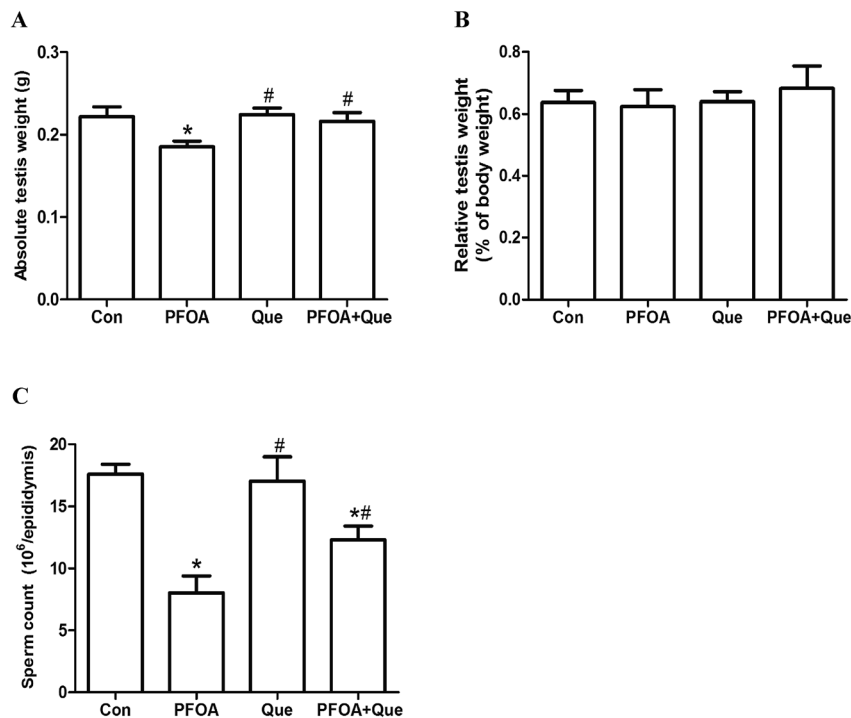 A
Absolute testis weight (g)
0.3
0.2
0.1
0.0
*
#
#
Con PFOA Que PFOA+Que
B
Relative testis weight
(% of body weight)
0.8
0.6
0.4
0.2
0.0
Con PFOA Que PFOA+Que
C
Sperm count (10⁶/epididymis)
20
15
10
5
0
*
#
*#
Con PFOA Que PFOA+Que